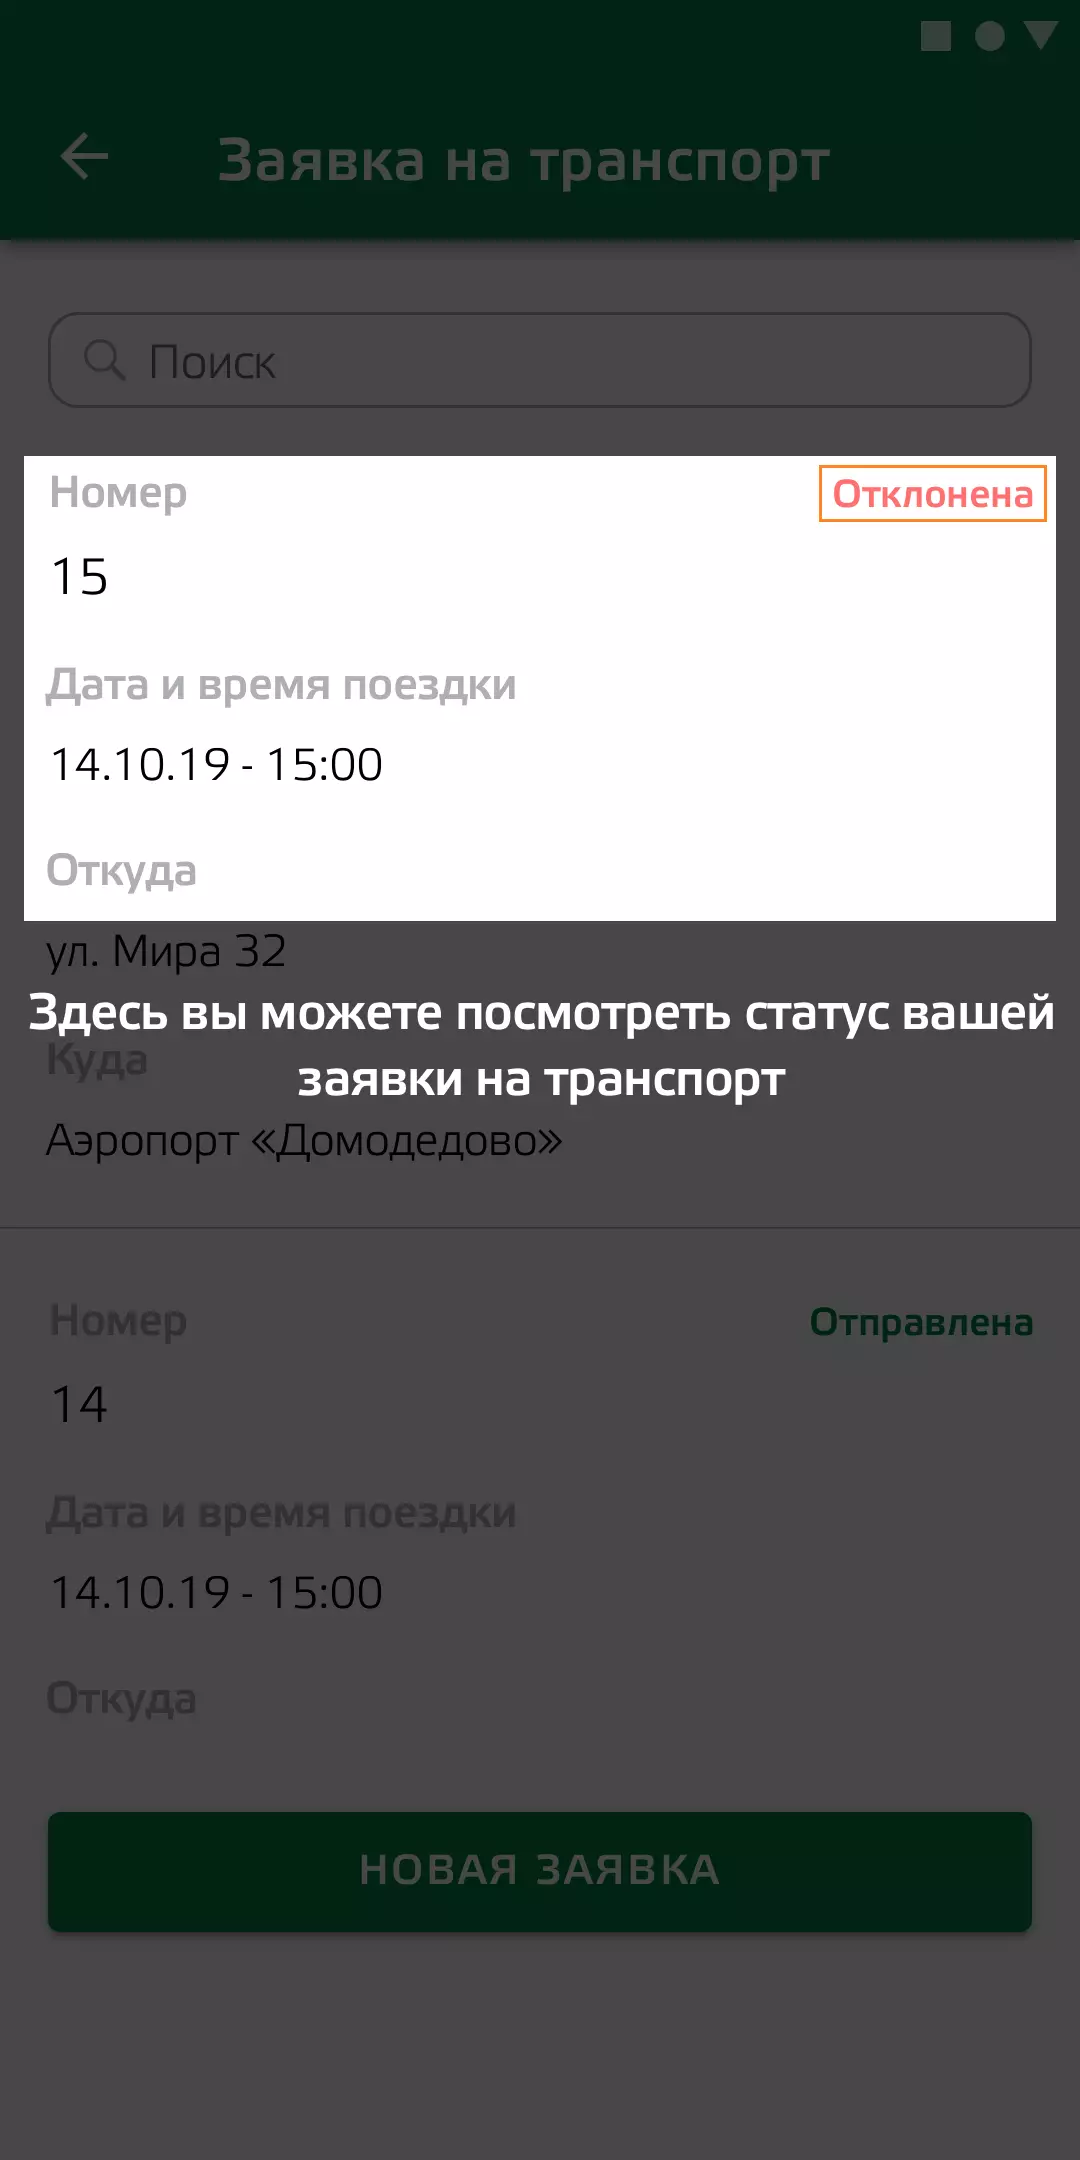 Заявка на транспорт
Поиск
Номер
Отклонена
15
Дата и время поездки
14.10.19 - 15:00
Откуда
ул. Мира 32
Здесь вы можете посмотреть статус вашей
заявки на транспорт
Куда
Аэропорт «Домодедово»
Номер
Отправлена
14
Дата и время поездки
14.10.19 - 15:00
Откуда
НОВАЯ ЗАЯВКА